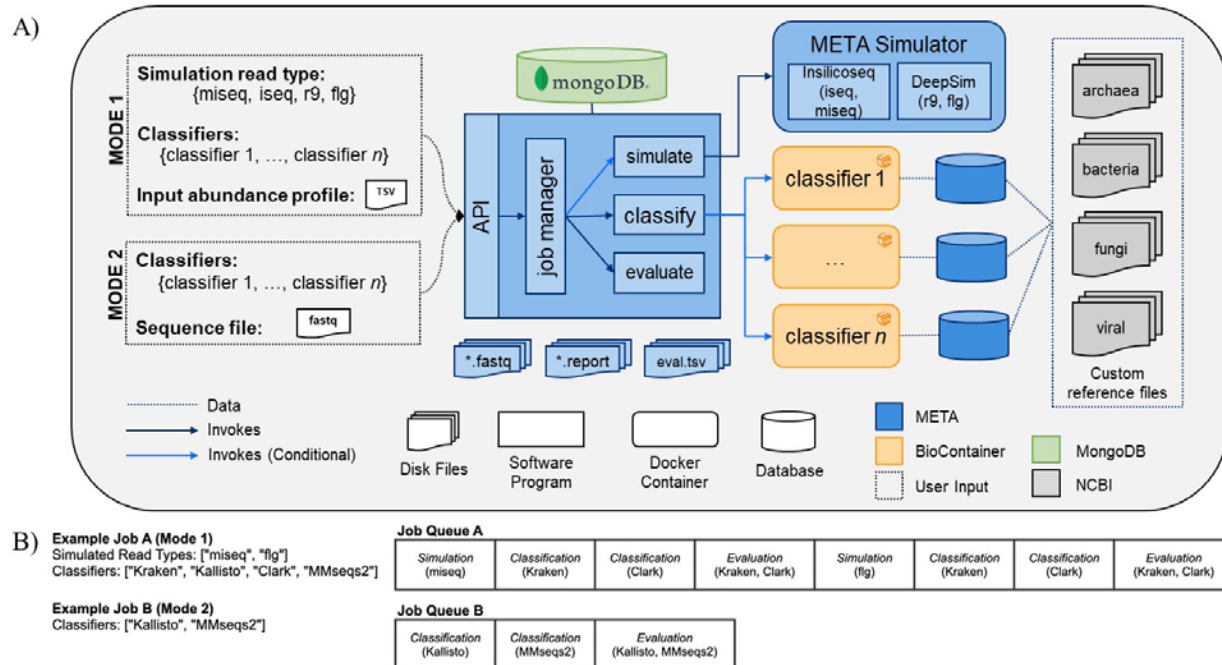 A)
MODE 1
Simulation read type:
{miseq, iseq, r9, flg}
Classifiers:
{classifier 1, …, classifier n}
Input abundance profile:
TSV
MODE 2
Classifiers:
{classifier 1, …, classifier n}
Sequence file:
fastq
mongoDB®
API
job manager
simulate
classify
evaluate
*.fastq
*.report
eval.tsv
META Simulator
Insilicoseq
(iseq,
miseq)
DeepSim
(r9, flg)
classifier 1
…
classifier n
archaea
bacteria
fungi
viral
Custom
reference files
Data
Invokes
Invokes (Conditional)
Disk Files
Software
Program
Docker
Container
Database
META
BioContainer
User Input
MongoDB
NCBI
B)
Example Job A (Mode 1)
Simulated Read Types: ["miseq", "flg"]
Classifiers: ["Kraken", "Kallisto", "Clark", "MMseqs2"]
Job Queue A
Simulation
(miseq)
Classification
(Kraken)
Classification
(Clark)
Evaluation
(Kraken, Clark)
Simulation
(flg)
Classification
(Kraken)
Classification
(Clark)
Evaluation
(Kraken, Clark)
Example Job B (Mode 2)
Classifiers: ["Kallisto", "MMseqs2"]
Job Queue B
Classification
(Kallisto)
Classification
(MMseqs2)
Evaluation
(Kallisto, MMseqs2)